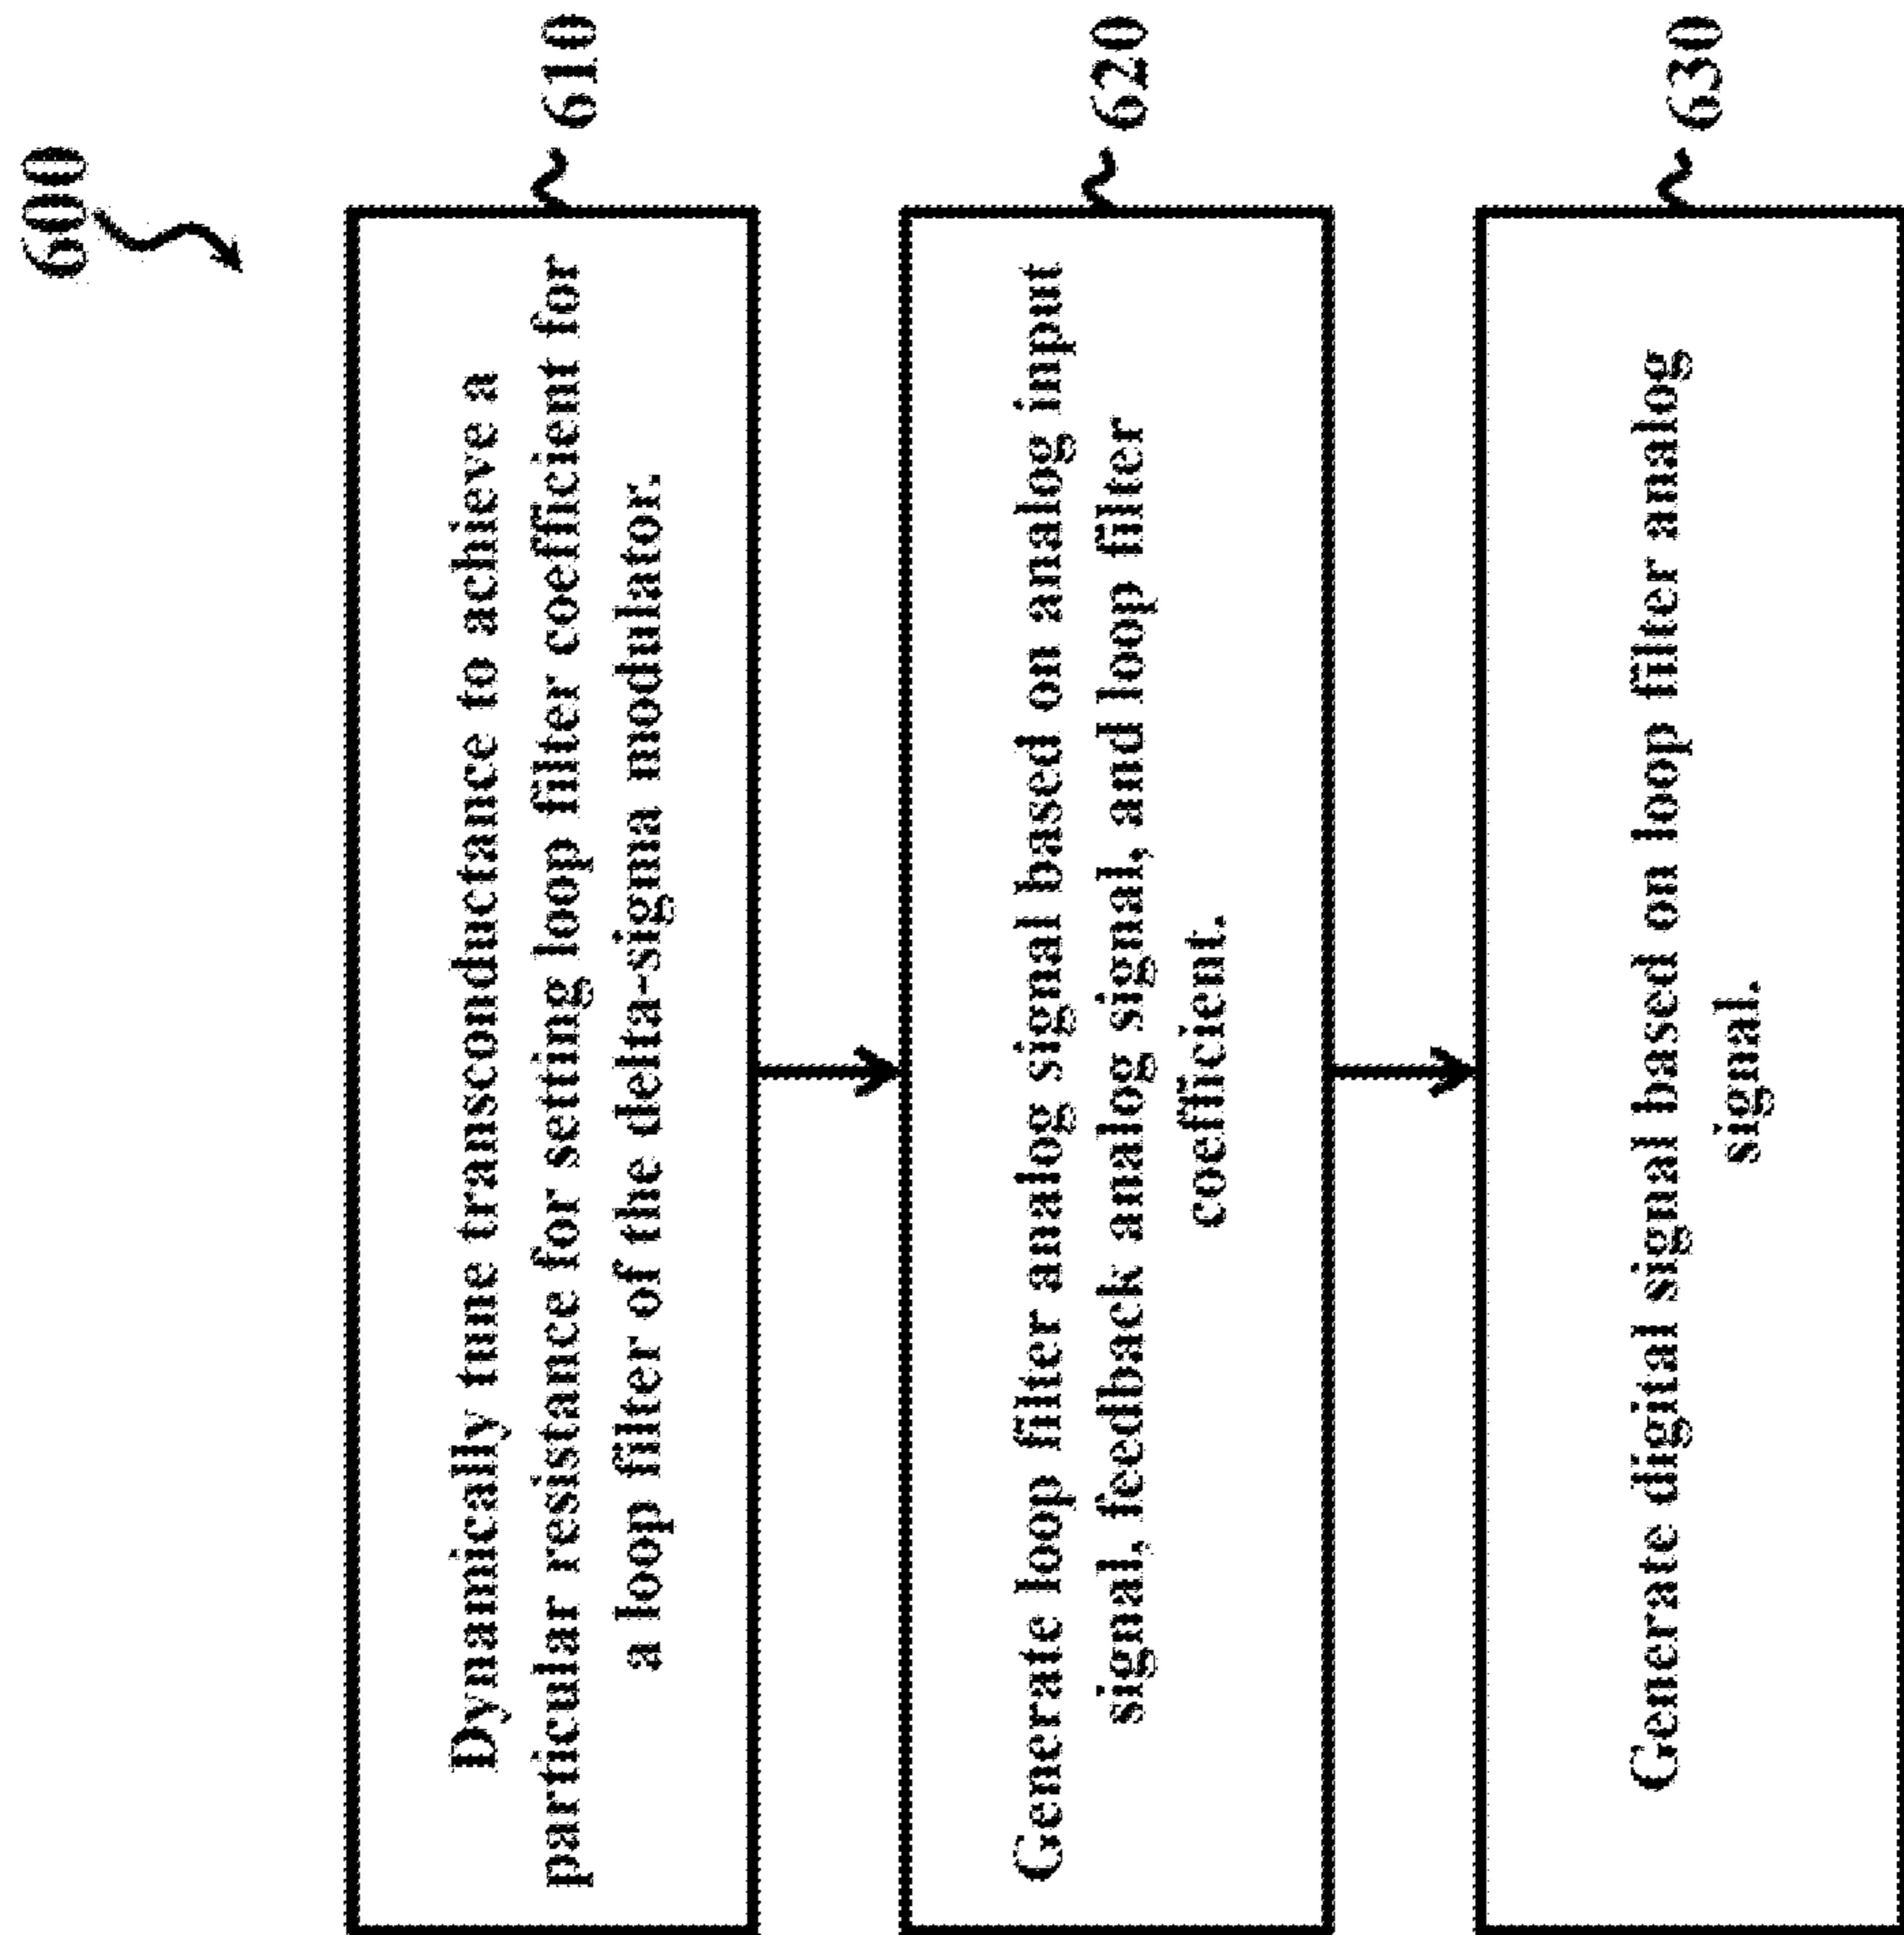 600
Dynamically tune transconductance to achieve a
particular resistance for setting loop filter coefficient for
a loop filter of the delta-sigma modulator.
610
Generate loop filter analog signal based on analog input
signal, feedback analog signal, and loop filter
coefficient.
620
Generate digital signal based on loop filter analog
signal.
630